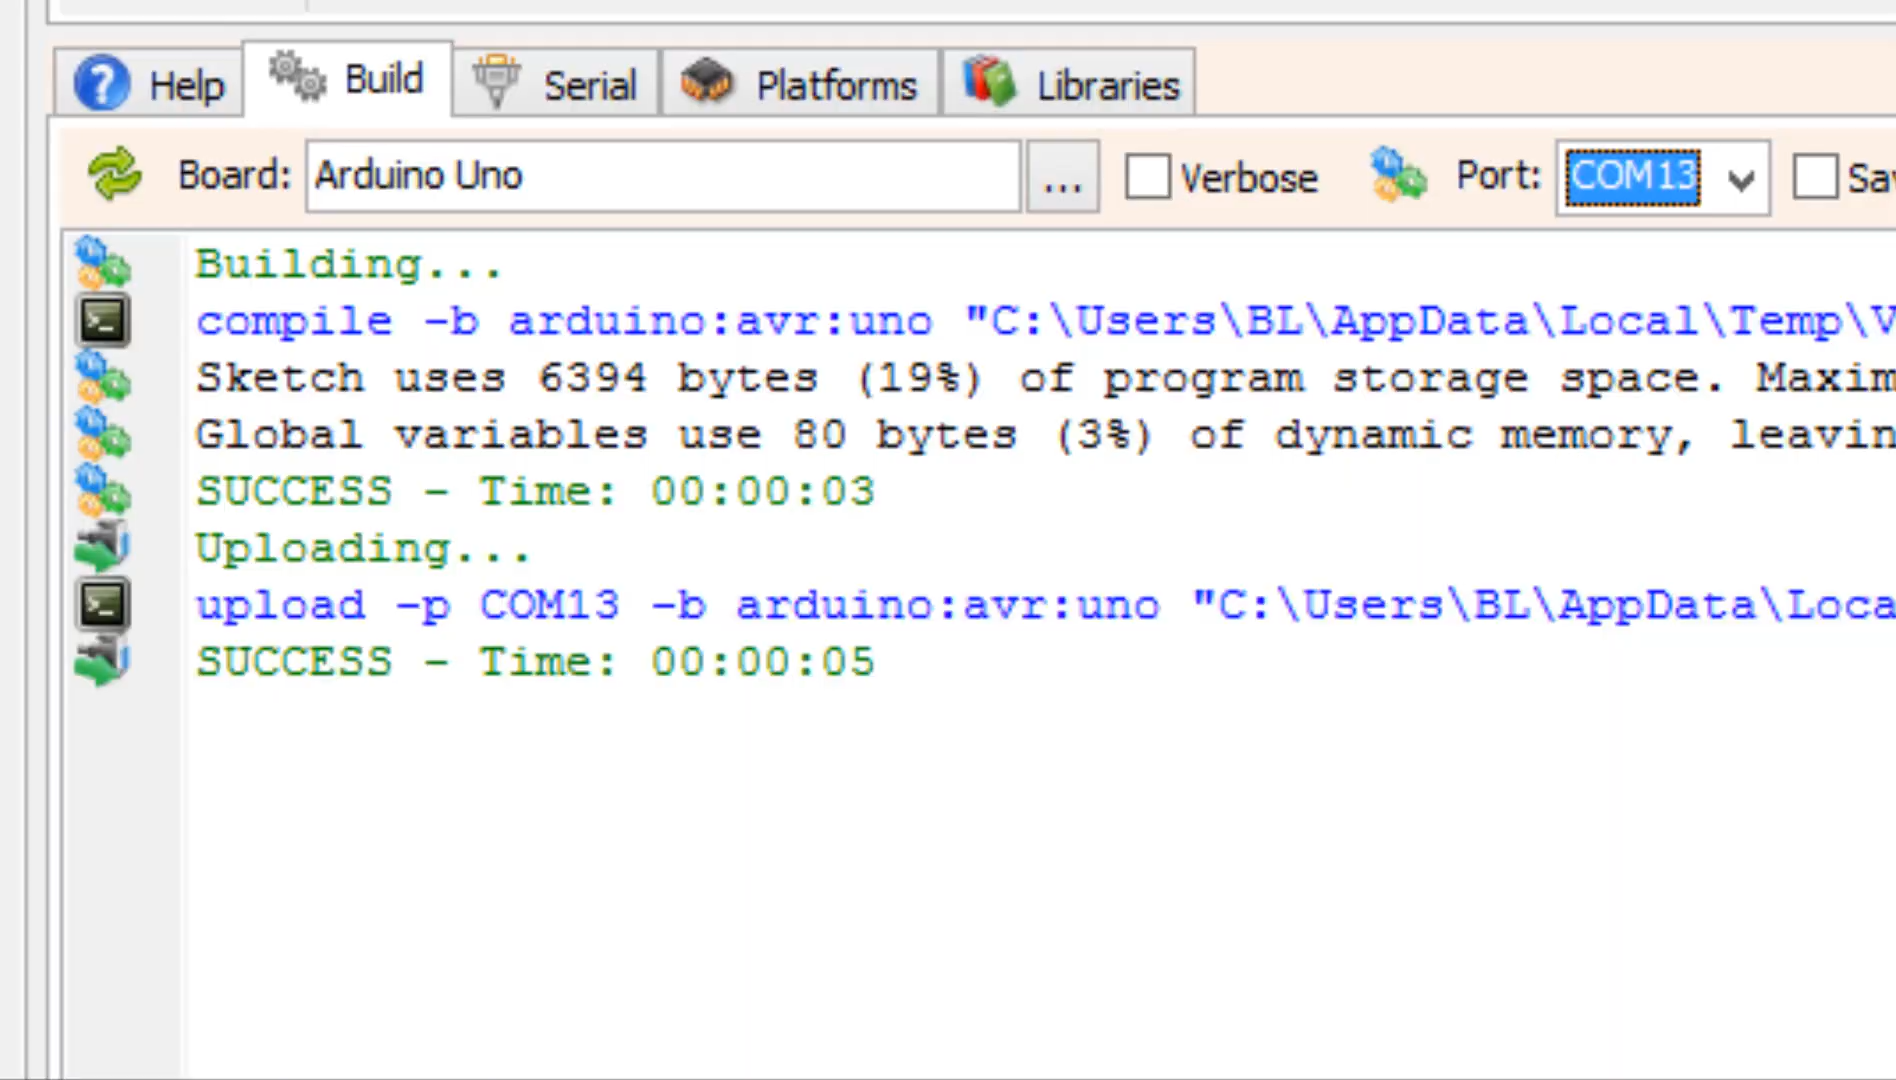 Help Build Serial Platforms Libraries
Board: Arduino Uno ... Verbose Port: COM13
Building...
compile -b arduino:avr:uno "C:\Users\BL\AppData\Local\Temp\V
Sketch uses 6394 bytes (19%) of program storage space. Maxim
Global variables use 80 bytes (3%) of dynamic memory, leavin
SUCCESS - Time: 00:00:03
Uploading...
upload -p COM13 -b arduino:avr:uno "C:\Users\BL\AppData\Loca
SUCCESS - Time: 00:00:05